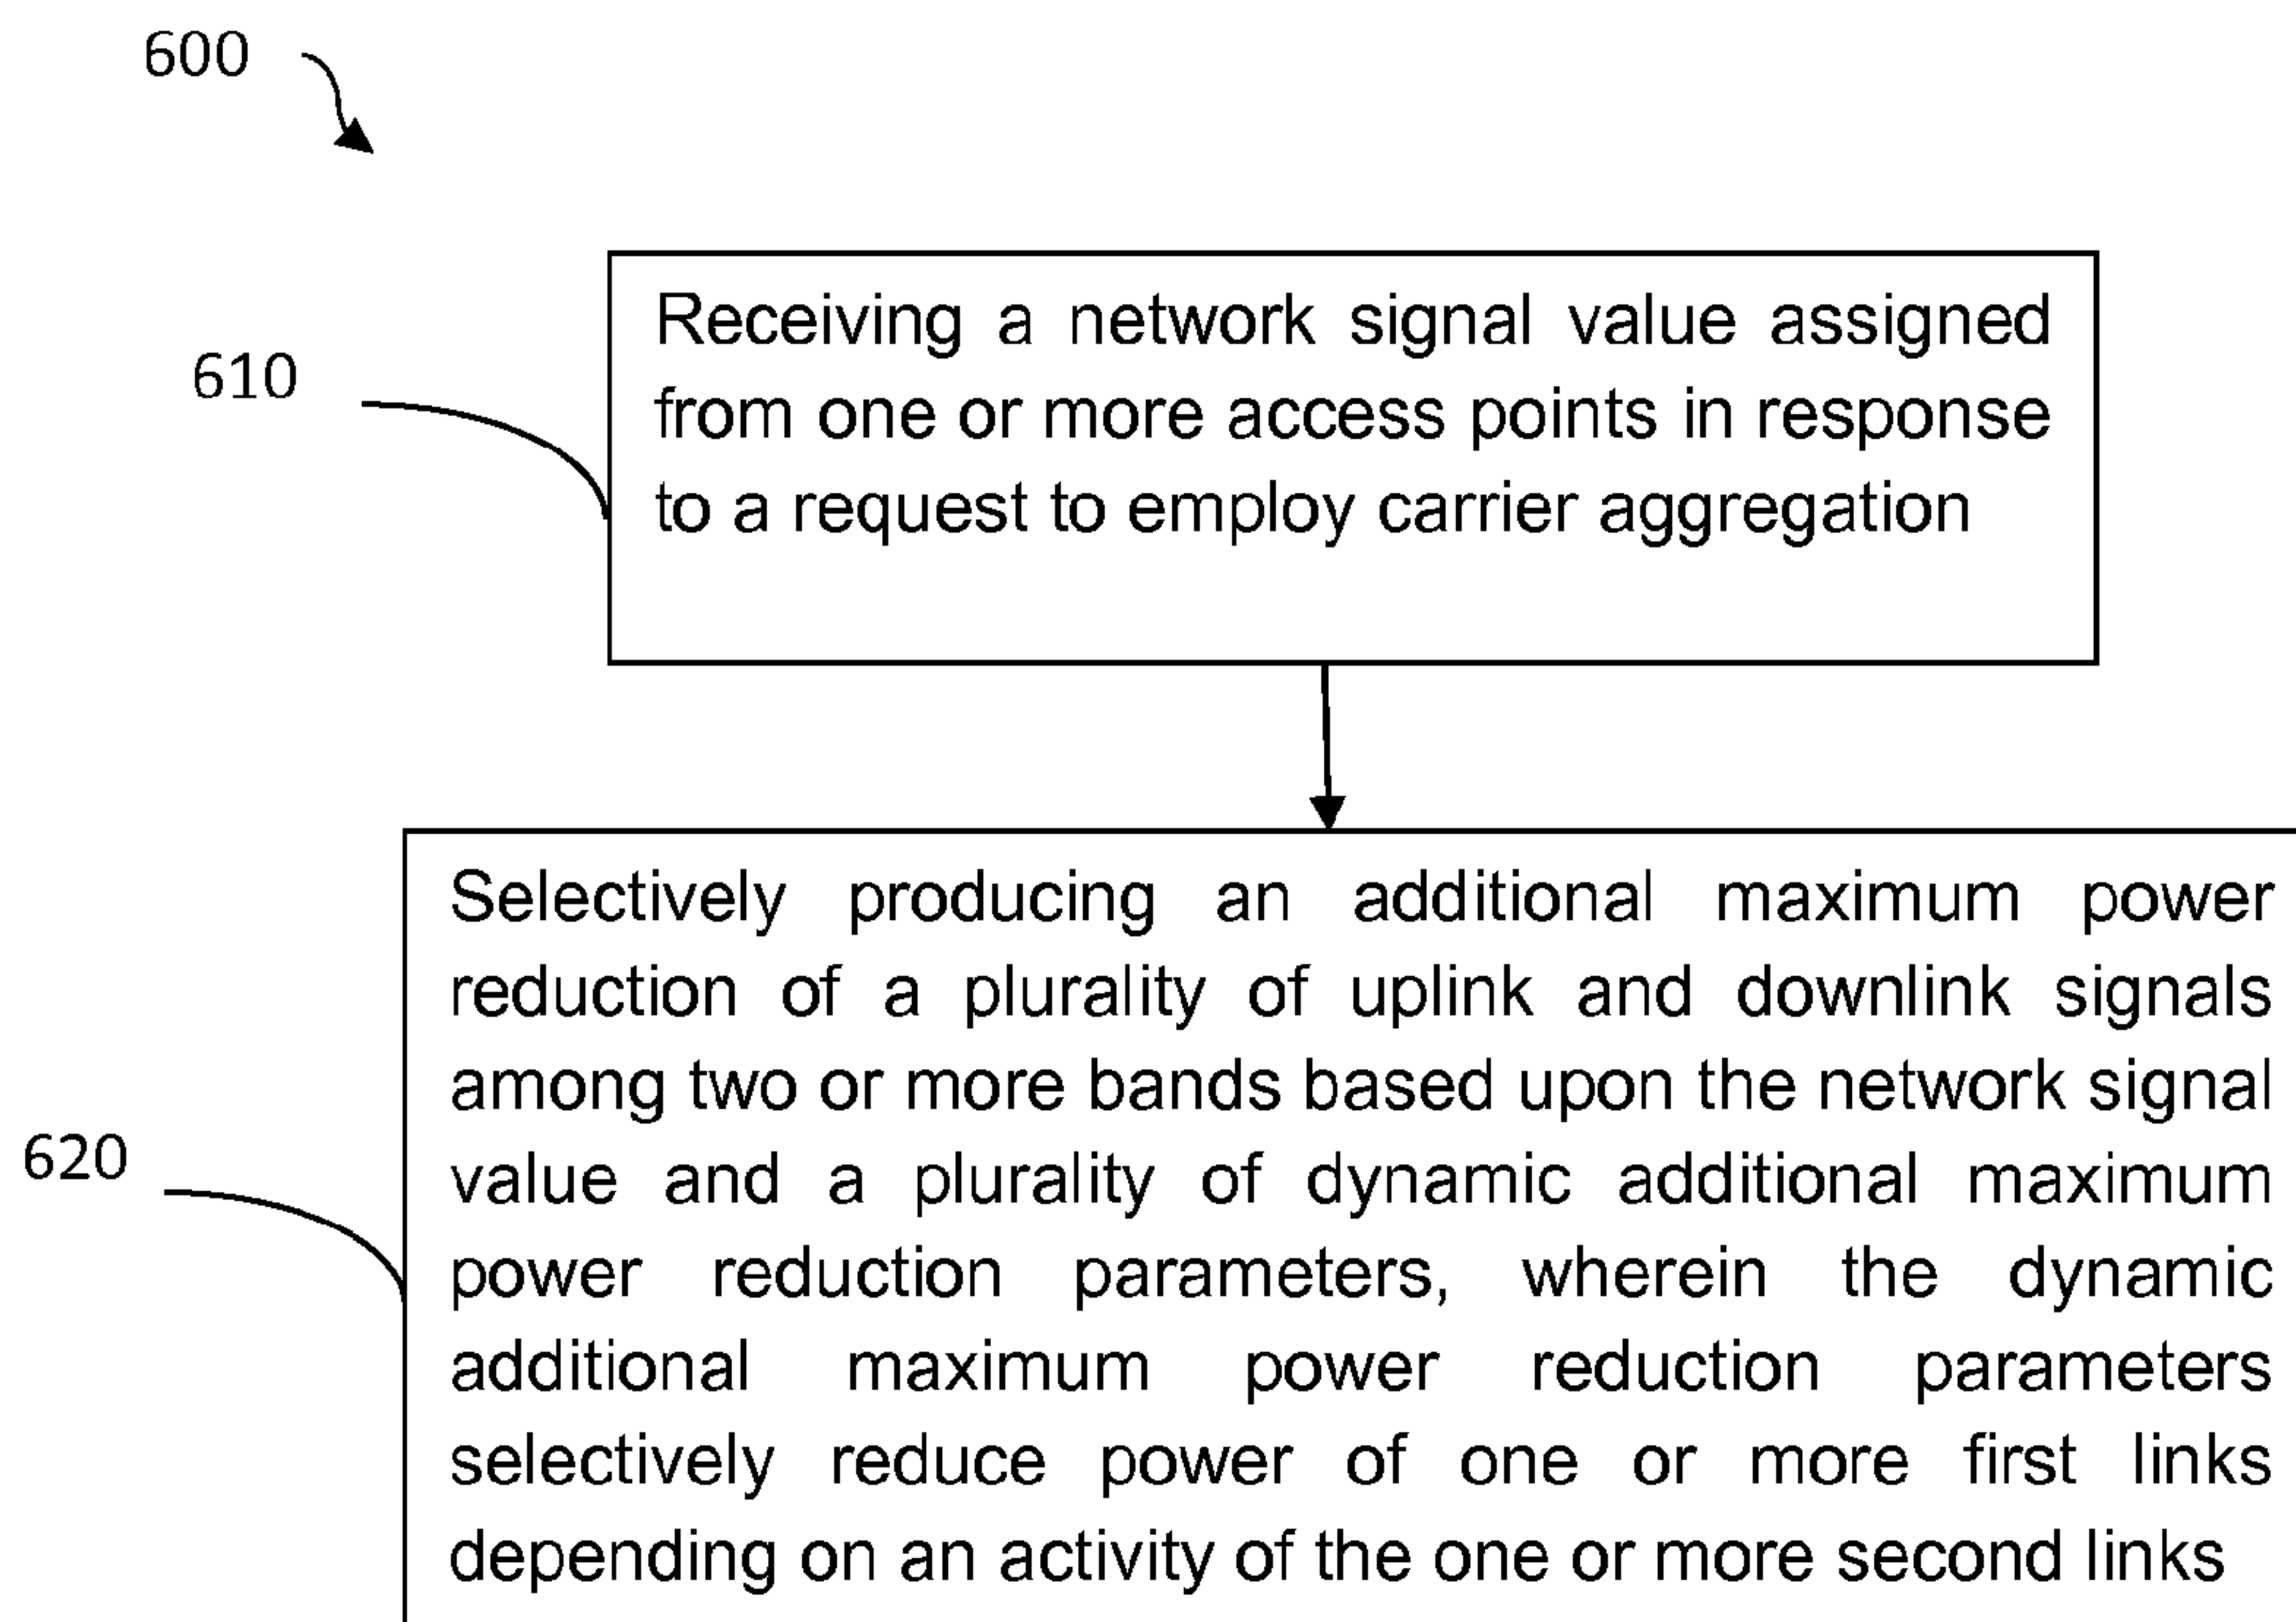 600
610
Receiving a network signal value assigned
from one or more access points in response
to a request to employ carrier aggregation
620
Selectively producing an additional maximum power
reduction of a plurality of uplink and downlink signals
among two or more bands based upon the network signal
value and a plurality of dynamic additional maximum
power reduction parameters, wherein the dynamic
additional maximum power reduction parameters
selectively reduce power of one or more first links
depending on an activity of the one or more second links